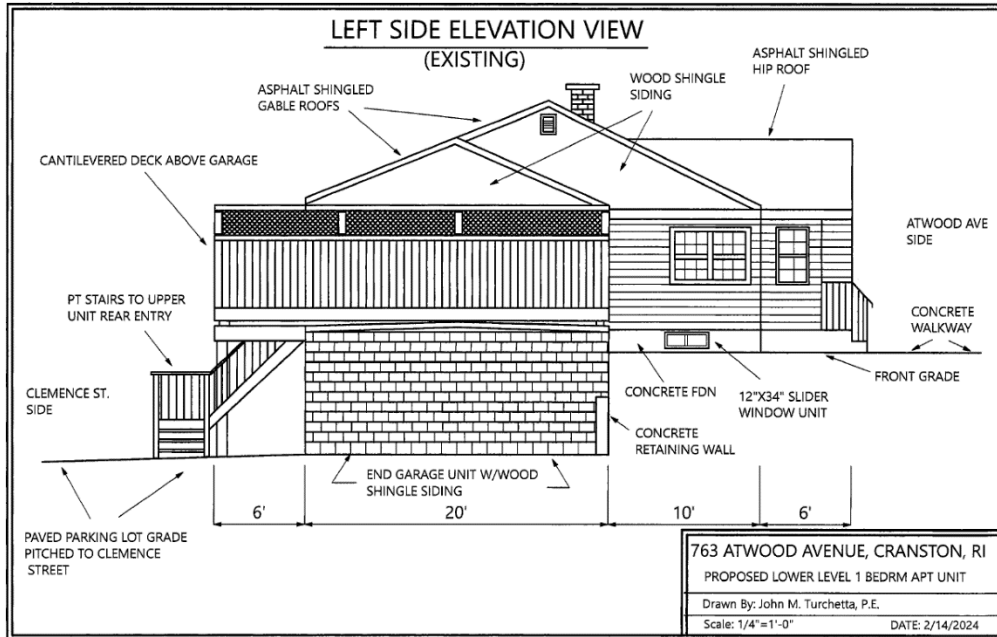 LEFT SIDE ELEVATION VIEW
(EXISTING)
ASPHALT SHINGLED
GABLE ROOFS
WOOD SHINGLE
SIDING
ASPHALT SHINGLED
HIP ROOF
CANTILEVERED DECK ABOVE GARAGE
ATWOOD AVE
SIDE
PT STAIRS TO UPPER
UNIT REAR ENTRY
CONCRETE
WALKWAY
CLEMENCE ST.
SIDE
CONCRETE FDN
12"X34" SLIDER
WINDOW UNIT
FRONT GRADE
CONCRETE
RETAINING WALL
END GARAGE UNIT W/WOOD
SHINGLE SIDING
PAVED PARKING LOT GRADE
PITCHED TO CLEMENCE
STREET
6' 20' 10' 6'
763 ATWOOD AVENUE, CRANSTON, RI
PROPOSED LOWER LEVEL 1 BEDRM APT UNIT
Drawn By: John M. Turchetta, P.E.
Scale: 1/4"=1'-0" DATE: 2/14/2024